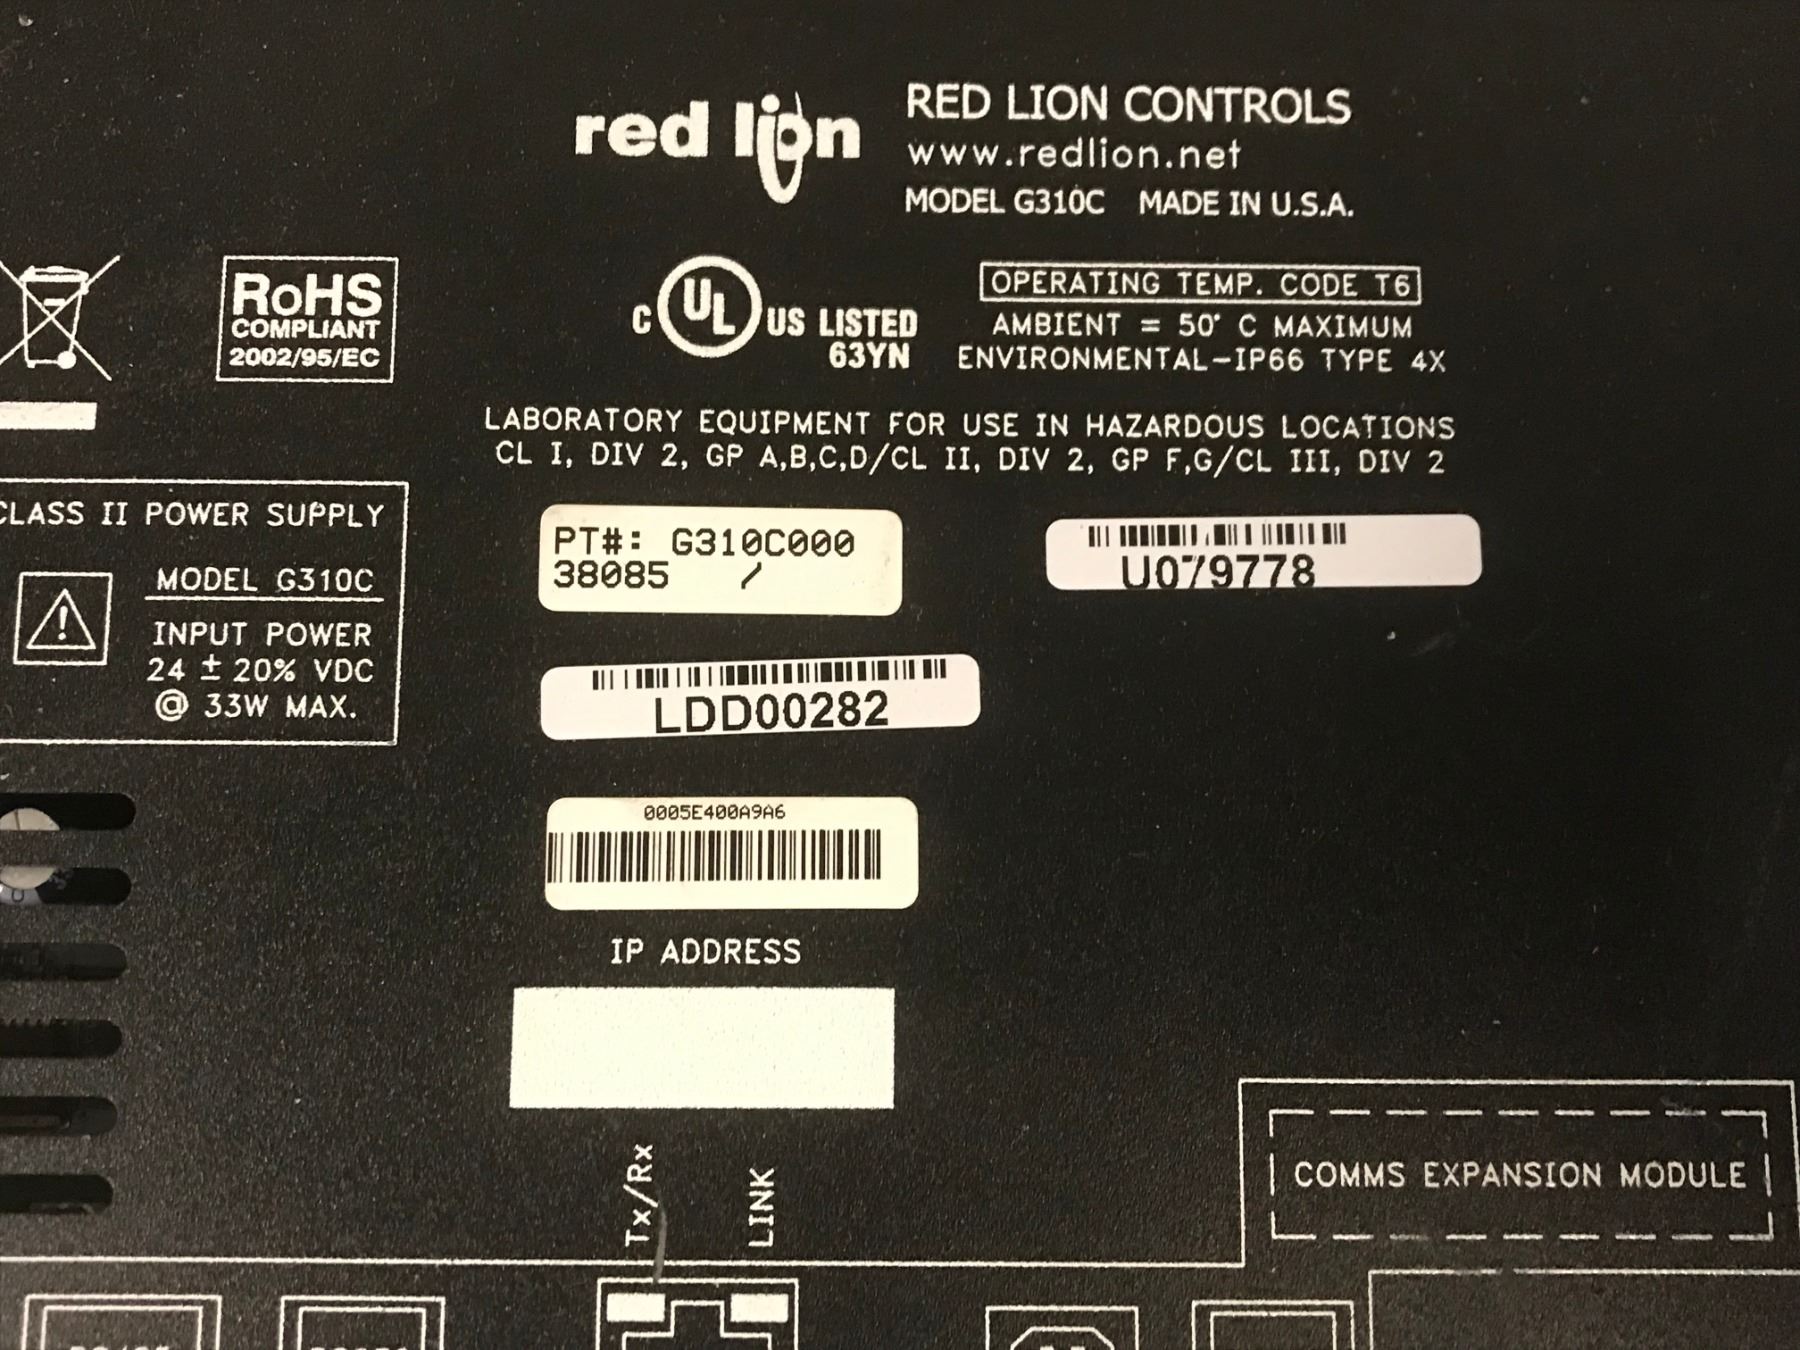 red lion
RED LION CONTROLS
www.redlion.net
MODEL G310C MADE IN U.S.A.
RoHS
COMPLIANT
2002/95/EC
C UL US LISTED
63YN
OPERATING TEMP. CODE T6
AMBIENT = 50° C MAXIMUM
ENVIRONMENTAL-IP66 TYPE 4X
LABORATORY EQUIPMENT FOR USE IN HAZARDOUS LOCATIONS
CL I, DIV 2, GP A,B,C,D/CL II, DIV 2, GP F,G/CL III, DIV 2
CLASS II POWER SUPPLY
MODEL G310C
INPUT POWER
24 ± 20% VDC
@ 33W MAX.
PT#: G310C000
38085 /
U079778
LDD00282
0005E400A9A6
IP ADDRESS
Tx/Rx
LINK
COMMS EXPANSION MODULE